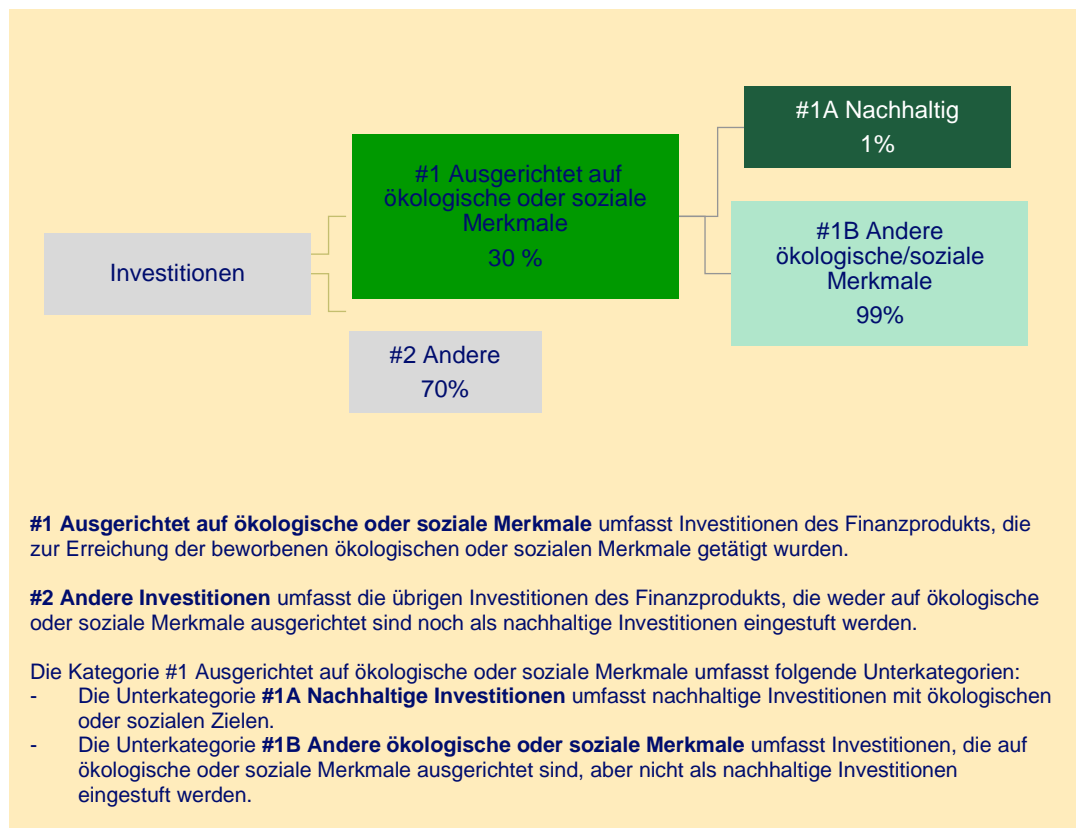 Investitionen
#1 Ausgerichtet auf
ökologische oder soziale
Merkmale
30 %
#2 Andere
70%
#1A Nachhaltig
1%
#1B Andere
ökologische/soziale
Merkmale
99%
#1 Ausgerichtet auf ökologische oder soziale Merkmale umfasst Investitionen des Finanzprodukts, die
zur Erreichung der beworbenen ökologischen oder sozialen Merkmale getätigt wurden.
#2 Andere Investitionen umfasst die übrigen Investitionen des Finanzprodukts, die weder auf ökologische
oder soziale Merkmale ausgerichtet sind noch als nachhaltige Investitionen eingestuft werden.
Die Kategorie #1 Ausgerichtet auf ökologische oder soziale Merkmale umfasst folgende Unterkategorien:
- Die Unterkategorie #1A Nachhaltige Investitionen umfasst nachhaltige Investitionen mit ökologischen
oder sozialen Zielen.
- Die Unterkategorie #1B Andere ökologische oder soziale Merkmale umfasst Investitionen, die auf
ökologische oder soziale Merkmale ausgerichtet sind, aber nicht als nachhaltige Investitionen
eingestuft werden.